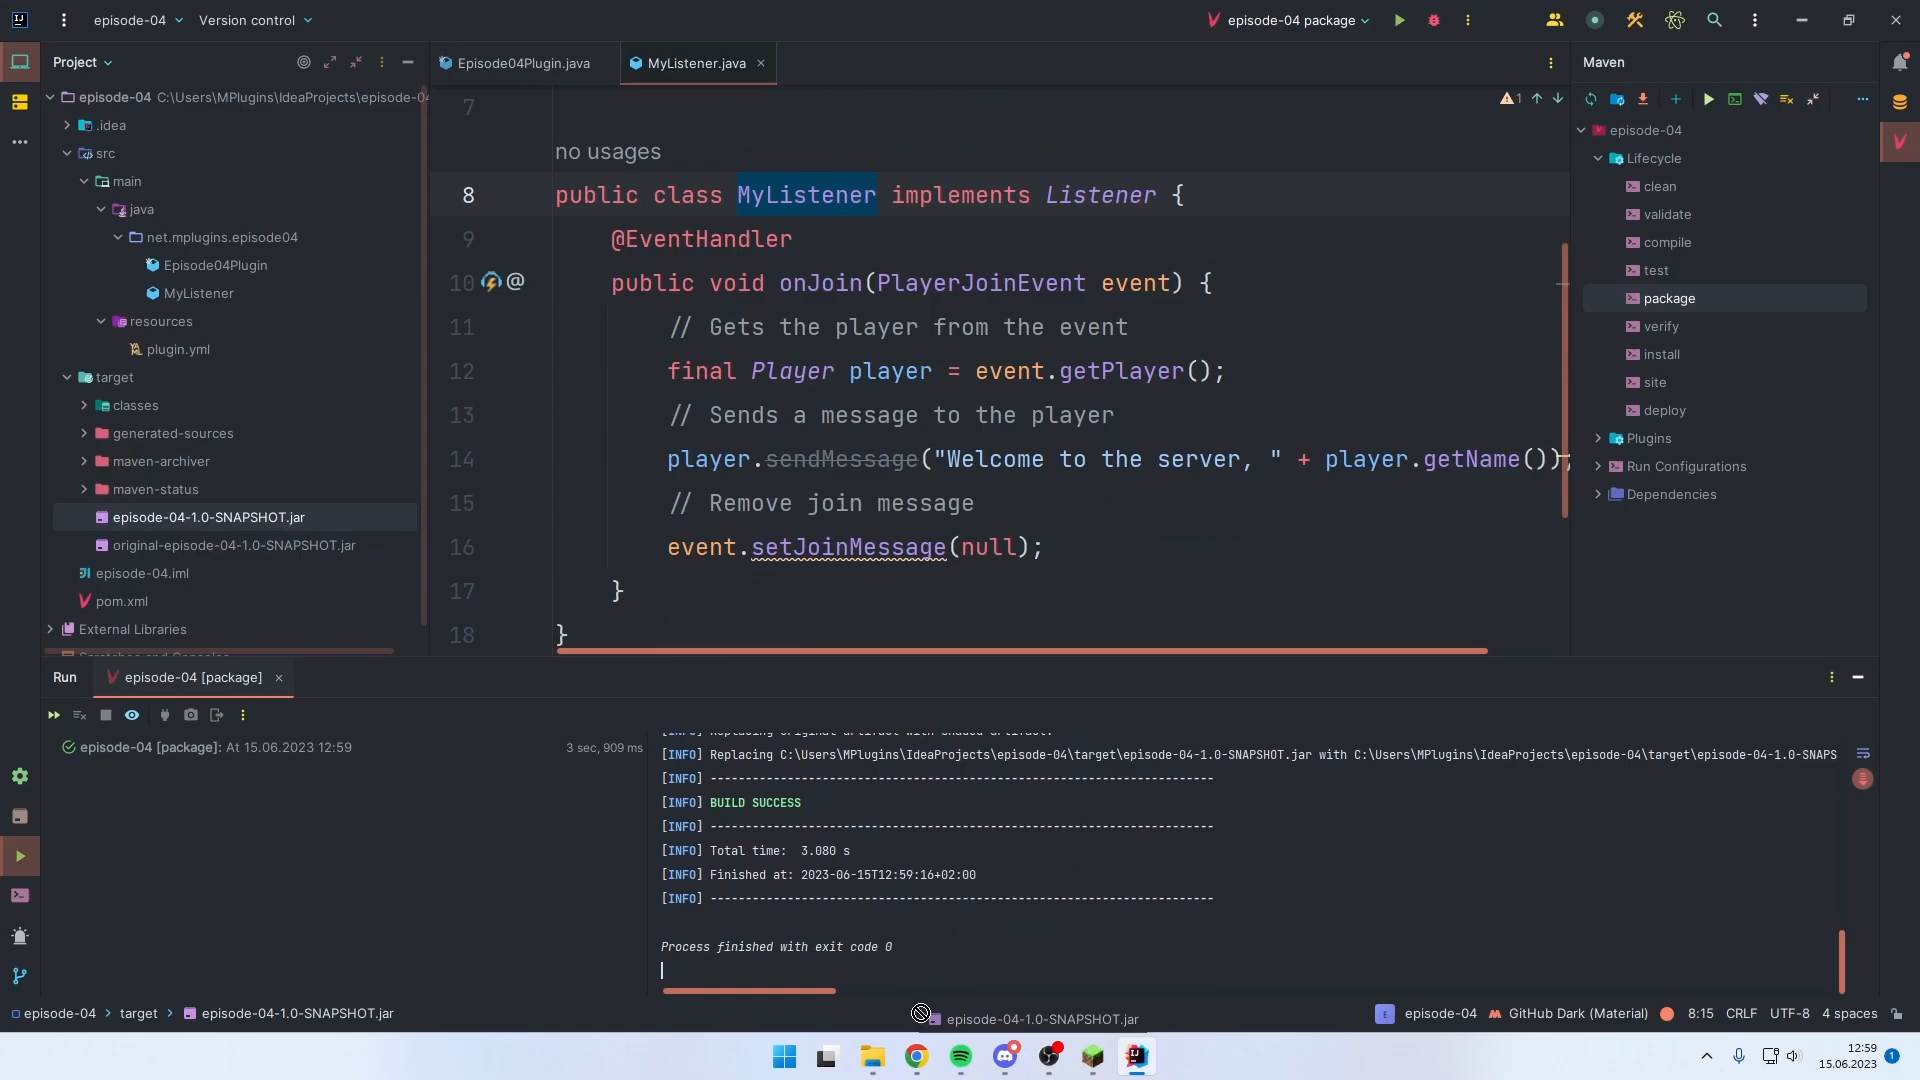 episode-04
Version control
episode-04 package
Project
Episode04Plugin.java
MyListener.java
Maven
episode-04 C:\Users\MPlugins\IdeaProjects\episode-04
.idea
src
main
java
net.mplugins.episode04
Episode04Plugin
MyListener
resources
plugin.yml
target
classes
generated-sources
maven-archiver
maven-status
episode-04-1.0-SNAPSHOT.jar
original-episode-04-1.0-SNAPSHOT.jar
episode-04.iml
pom.xml
External Libraries
Scratches and Consoles
1
7
no usages
8 public class MyListener implements Listener {
9 @EventHandler
10 @ public void onJoin(PlayerJoinEvent event) {
11 // Gets the player from the event
12 final Player player = event.getPlayer();
13 // Sends a message to the player
14 player.sendMessage("Welcome to the server, " + player.getName());
15 // Remove join message
16 event.setJoinMessage(null);
17 }
18 }
episode-04
Lifecycle
clean
validate
compile
test
package
verify
install
site
deploy
Plugins
Run Configurations
Dependencies
Run
episode-04 [package]
episode-04 [package]: At 15.06.2023 12:59 3 sec, 909 ms
[INFO] Replacing original artifact with shaded artifact.
[INFO] Replacing C:\Users\MPlugins\IdeaProjects\episode-04\target\episode-04-1.0-SNAPSHOT.jar with C:\Users\MPlugins\IdeaProjects\episode-04\target\episode-04-1.0-SNAPS
[INFO] ------------------------------------------------------------------------
[INFO] BUILD SUCCESS
[INFO] ------------------------------------------------------------------------
[INFO] Total time:  3.080 s
[INFO] Finished at: 2023-06-15T12:59:16+02:00
[INFO] ------------------------------------------------------------------------
Process finished with exit code 0
episode-04 > target > episode-04-1.0-SNAPSHOT.jar
episode-04-1.0-SNAPSHOT.jar
E episode-04
GitHub Dark (Material)
8:15 CRLF UTF-8 4 spaces
12:59
15.06.2023
1